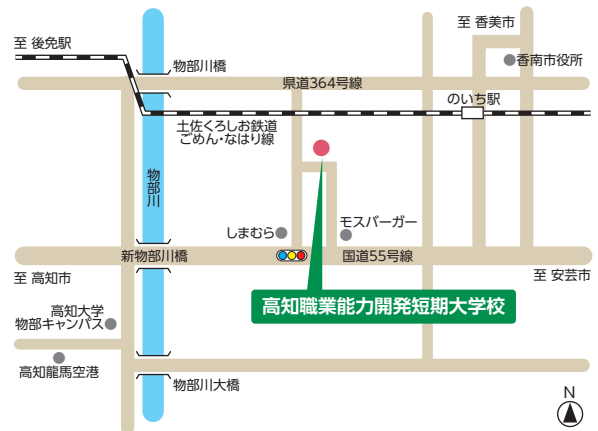 至 香美市
至 後免駅
香南市役所
物部川橋
県道364号線
のいち駅
土佐くろしお鉄道
ごめん・なはり線
物部川
しまむら
モスバーガー
新物部川橋
国道55号線
至 高知市
至 安芸市
高知職業能力開発短期大学校
高知大学
物部キャンパス
高知龍馬空港
物部川大橋
N